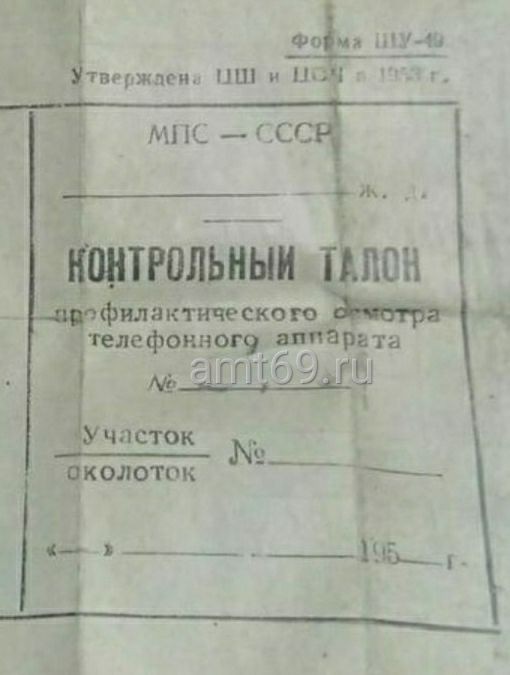 Форма ШУ-49
Утверждена ЦШ и в 1953 г.
МПС — СССР
ж. д.
КОНТРОЛЬНЫЙ ТАЛОН
профилактического осмотра
телефонного аппарата
№
amt69.ru
Участок
околоток
№
« » 195 г.